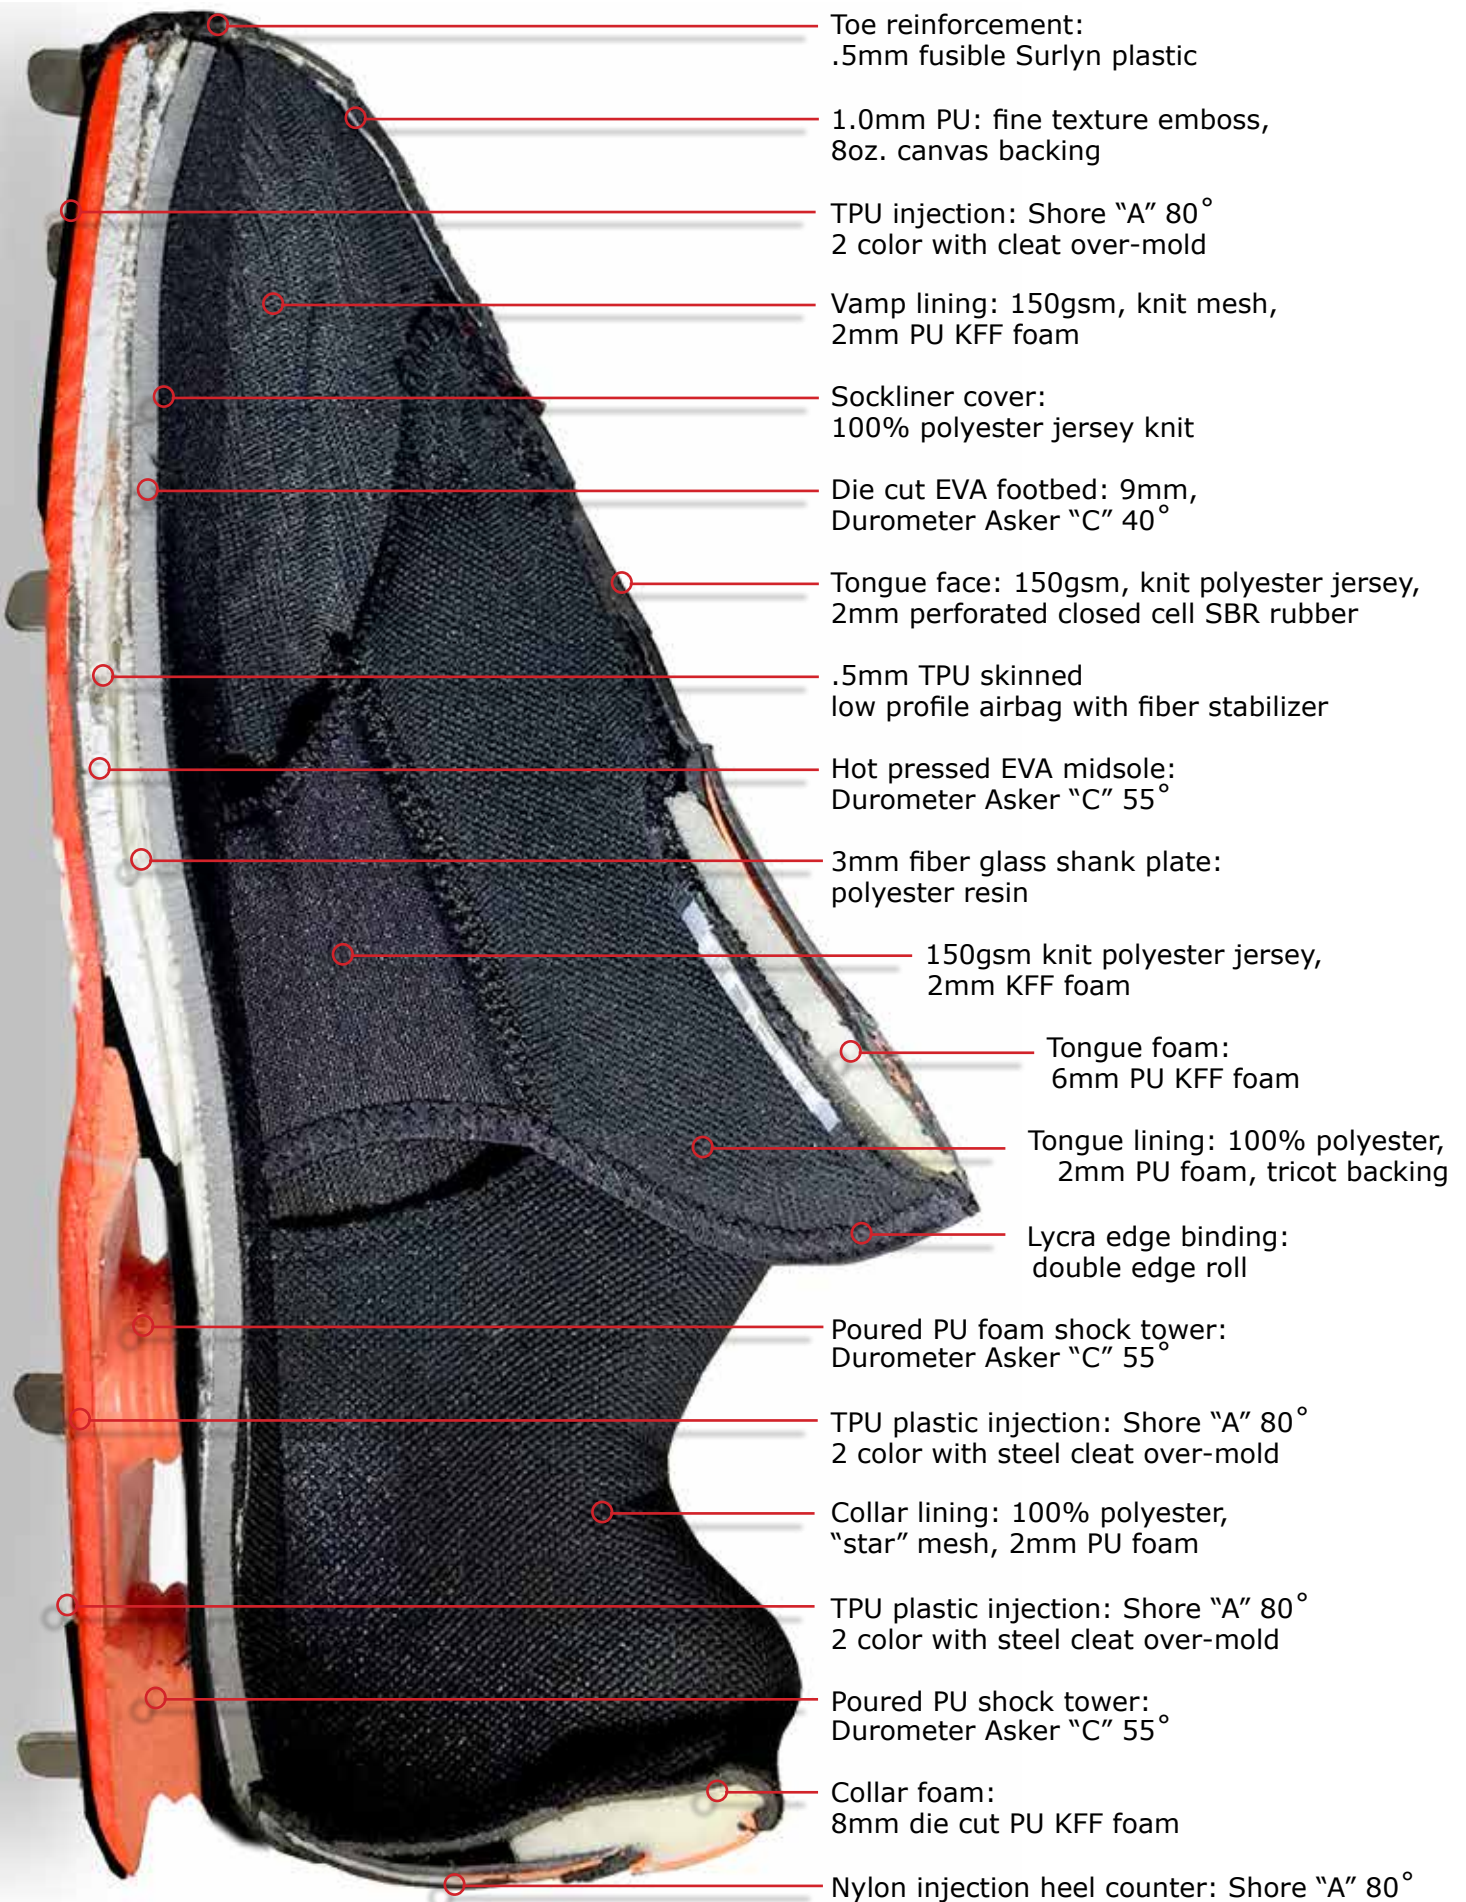 Toe reinforcement:
.5mm fusible Surlyn plastic
1.0mm PU: fine texture emboss,
8oz. canvas backing
TPU injection: Shore “A” 80˚
2 color with cleat over-mold
Vamp lining: 150gsm, knit mesh,
2mm PU KFF foam
Sockliner cover:
100% polyester jersey knit
Die cut EVA footbed: 9mm,
Durometer Asker “C” 40˚
Tongue face: 150gsm, knit polyester jersey,
2mm perforated closed cell SBR rubber
.5mm TPU skinned
low profile airbag with fiber stabilizer
Hot pressed EVA midsole:
Durometer Asker “C” 55˚
3mm fiber glass shank plate:
polyester resin
150gsm knit polyester jersey,
2mm KFF foam
Tongue foam:
6mm PU KFF foam
Tongue lining: 100% polyester,
2mm PU foam, tricot backing
Lycra edge binding:
double edge roll
Poured PU foam shock tower:
Durometer Asker “C” 55˚
TPU plastic injection: Shore “A” 80˚
2 color with steel cleat over-mold
Collar lining: 100% polyester,
“star” mesh, 2mm PU foam
TPU plastic injection: Shore “A” 80˚
2 color with steel cleat over-mold
Poured PU shock tower:
Durometer Asker “C” 55˚
Collar foam:
8mm die cut PU KFF foam
Nylon injection heel counter: Shore “A” 80˚